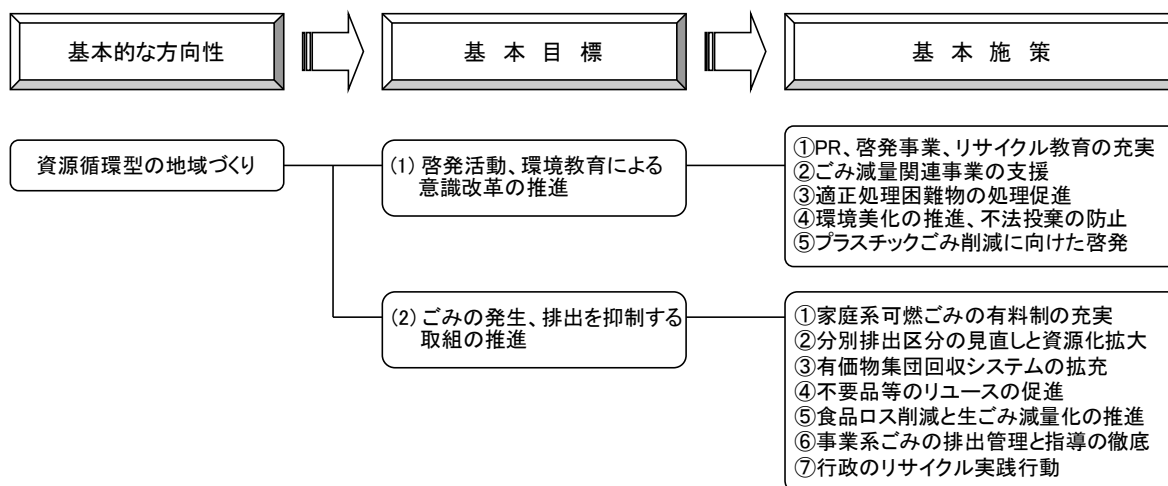 基本的な方向性
基 本 目 標
基 本 施 策
資源循環型の地域づくり
(1) 啓発活動、環境教育による
意識改革の推進
①PR、啓発事業、リサイクル教育の充実
②ごみ減量関連事業の支援
③適正処理困難物の処理促進
④環境美化の推進、不法投棄の防止
⑤プラスチックごみ削減に向けた啓発
(2) ごみの発生、排出を抑制する
取組の推進
①家庭系可燃ごみの有料制の充実
②分別排出区分の見直しと資源化拡大
③有価物集団回収システムの拡充
④不要品等のリユースの促進
⑤食品ロス削減と生ごみ減量化の推進
⑥事業系ごみの排出管理と指導の徹底
⑦行政のリサイクル実践行動